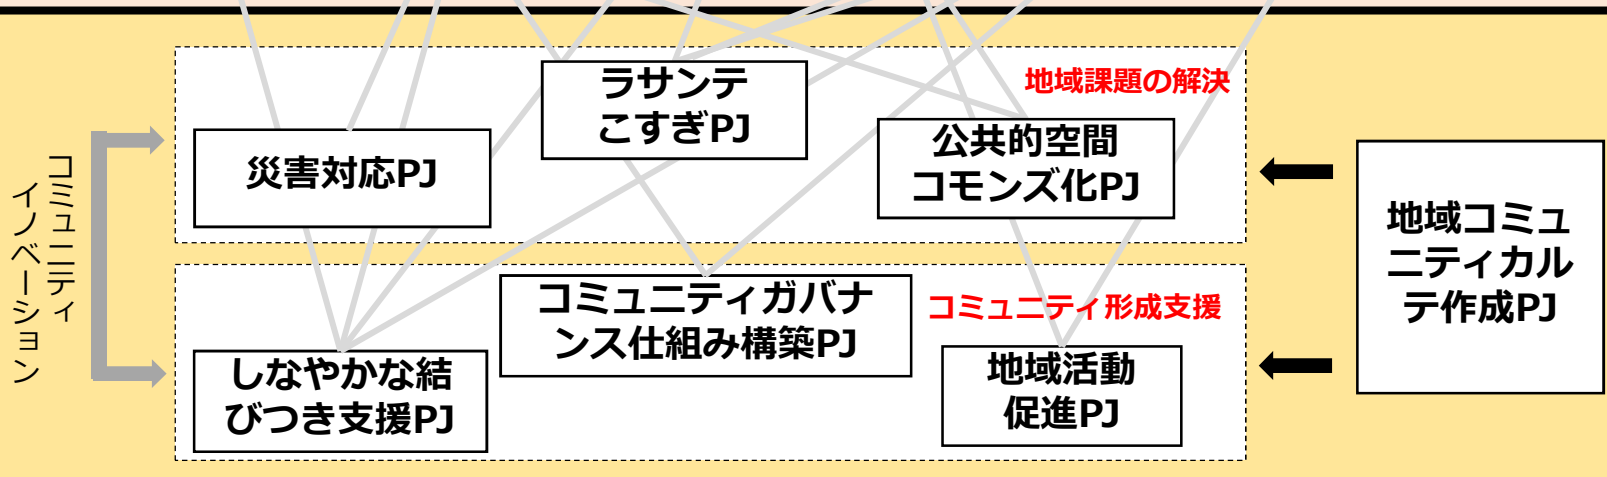 コミュニティ
イノベーション
地域課題の解決
ラサンテ
こすぎPJ
災害対応PJ
公共的空間
コモンズ化PJ
コミュニティ形成支援
コミュニティガバナ
ンス仕組み構築PJ
しなやかな結
びつき支援PJ
地域活動
促進PJ
地域コミュ
ニティカル
テ作成PJ